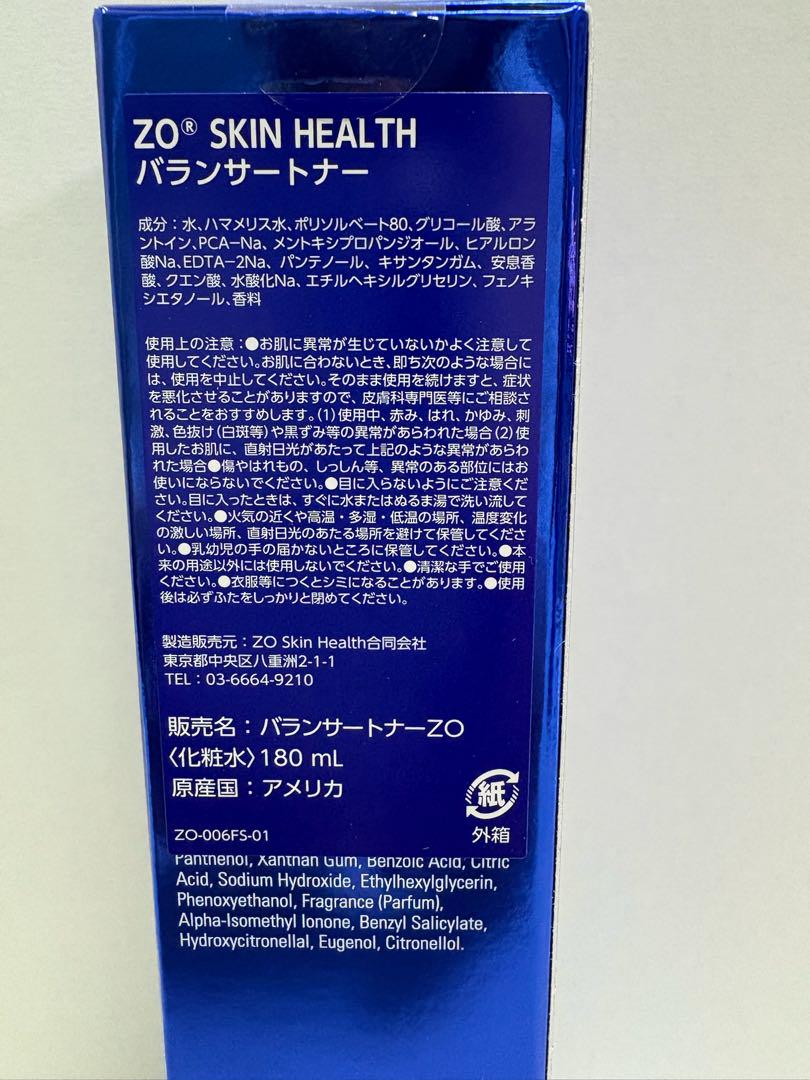 ZO® SKIN HEALTH
バランサートナー
成分：水、ハマメリス水、ポリソルベート80、グリコール酸、アラ
ントイン、PCA−Na、メントキシプロパンジオール、ヒアルロン
酸Na、EDTA−2Na、パンテノール、キサンタンガム、安息香
酸、クエン酸、水酸化Na、エチルヘキシルグリセリン、フェノキ
シエタノール、香料
使用上の注意：●お肌に異常が生じていないかよく注意して
使用してください。お肌に合わないとき、即ち次のような場合に
は、使用を中止してください。そのまま使用を続けますと、症状
を悪化させることがありますので、皮膚科専門医等にご相談さ
れることをおすすめします。(1)使用中、赤み、はれ、かゆみ、刺
激、色抜け(白斑等)や黒ずみ等の異常があらわれた場合(2)使
用したお肌に、直射日光があたって上記のような異常があらわ
れた場合●傷やはれもの、しっしん等、異常のある部位にはお
使いにならないでください。●目に入らないようにご注意くだ
さい。目に入ったときは、すぐに水またはぬるま湯で洗い流して
ください。●火気の近くや高温・多湿・低温の場所、温度変化
の激しい場所、直射日光のあたる場所を避けて保管してくださ
い。●乳幼児の手の届かないところに保管してください。●本
来の用途以外には使用しないでください。●清潔な手でご使用
ください。●衣服等につくとシミになることがあります。●使用
後は必ずふたをしっかりと閉めてください。
製造販売元：ZO Skin Health合同会社
東京都中央区八重洲2-1-1
TEL：03-6664-9210
販売名：バランサートナーZO
〈化粧水〉180 mL
原産国：アメリカ
紙
外箱
ZO-006FS-01
Panthenol, Xanthan Gum, Benzoic Acid, Citric
Acid, Sodium Hydroxide, Ethylhexylglycerin,
Phenoxyethanol, Fragrance (Parfum),
Alpha-Isomethyl Ionone, Benzyl Salicylate,
Hydroxycitronellal, Eugenol, Citronellol.